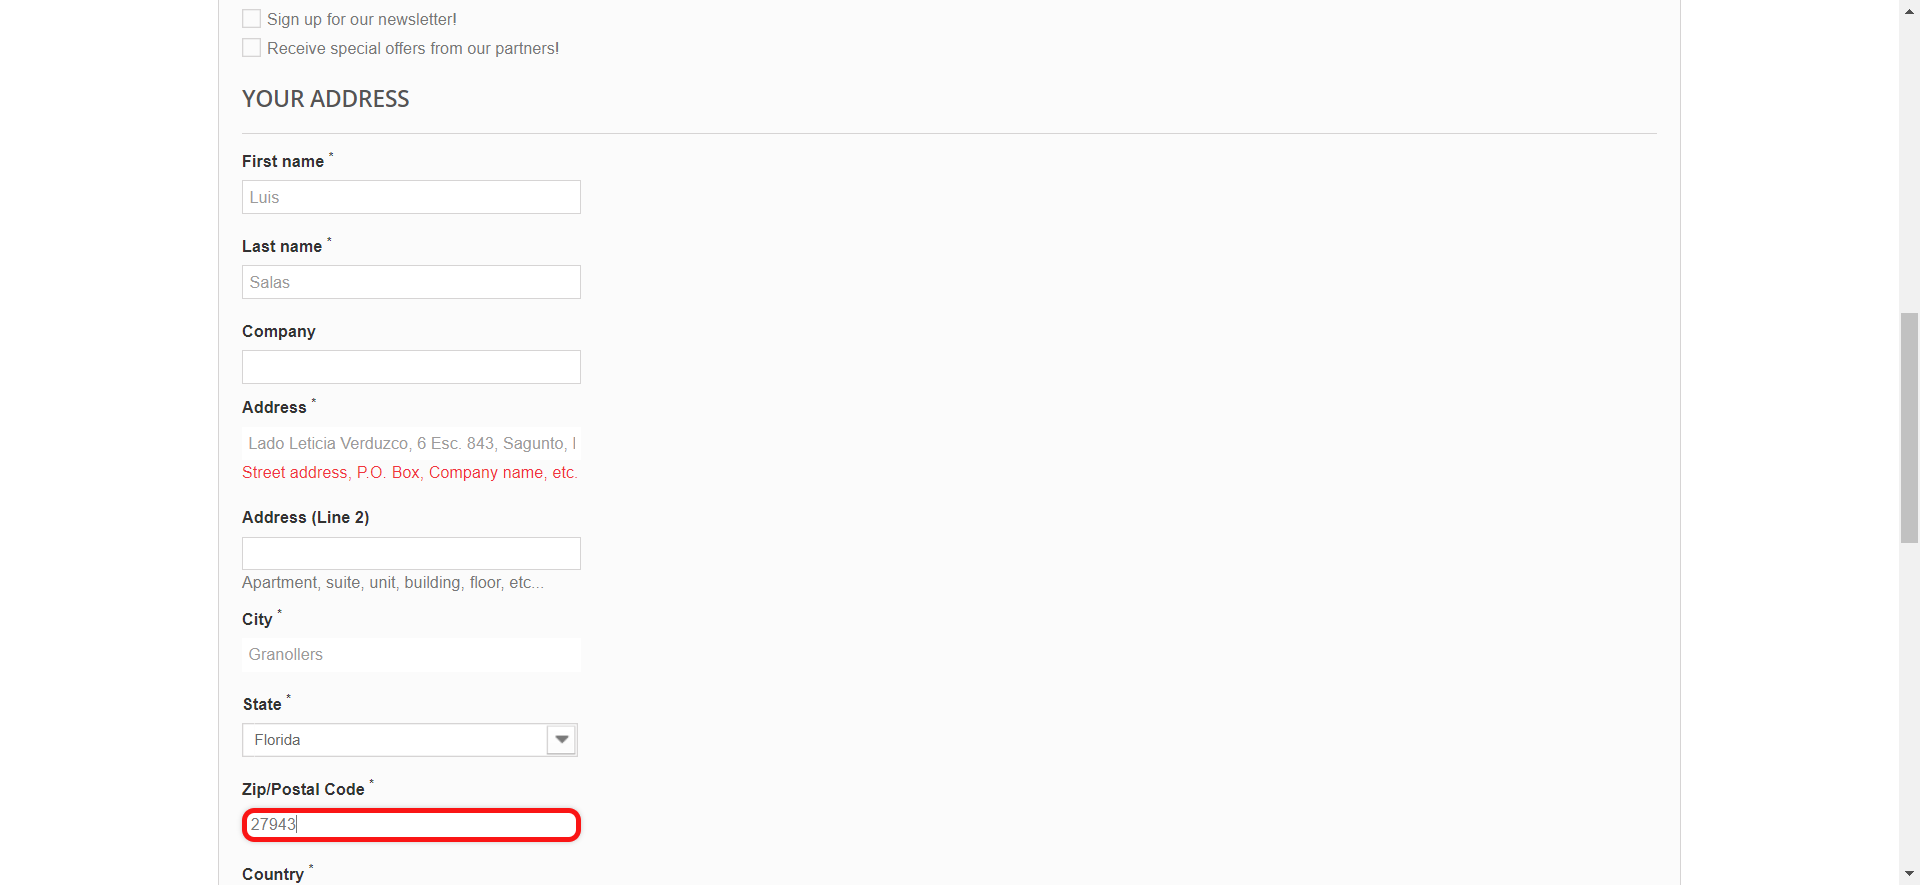 Sign up for our newsletter!
Receive special offers from our partners!
YOUR ADDRESS
First name *
Luis
Last name *
Salas
Company
Address *
Lado Leticia Verduzco, 6 Esc. 843, Sagunto,
Street address, P.O. Box, Company name, etc.
Address (Line 2)
Apartment, suite, unit, building, floor, etc...
City *
Granollers
State *
Florida
Zip/Postal Code *
27943
Country *